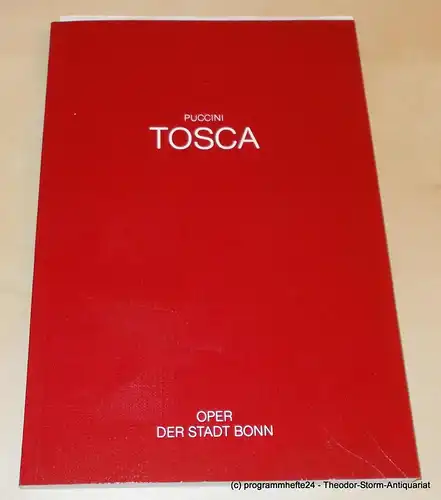 PUCCINI
TOSCA
OPER
DER STADT BONN
(c) programmhefte24 - Theodor-Storm-Antiquariat